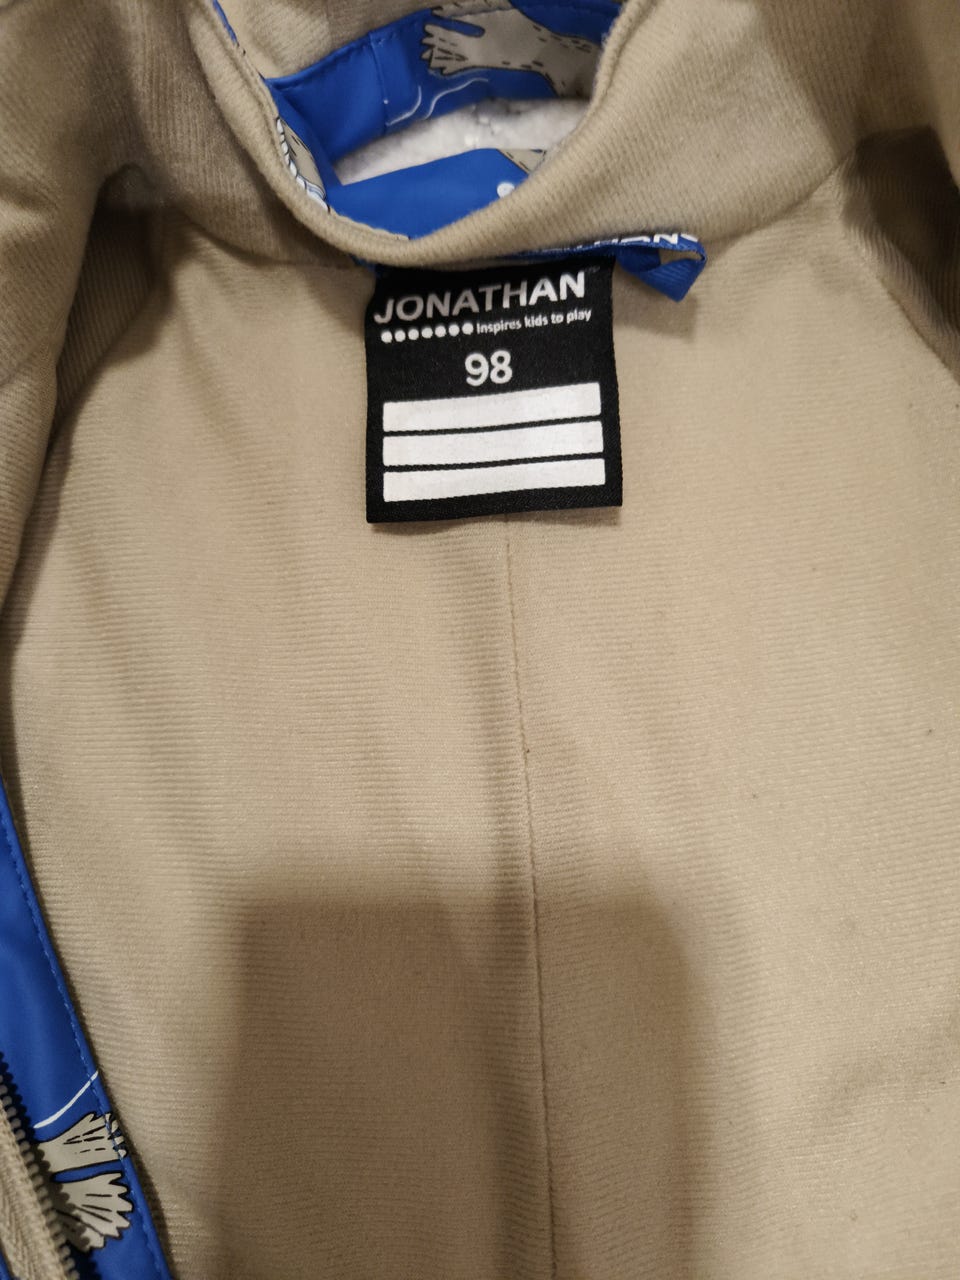 JONATHAN
inspires kids to play
98